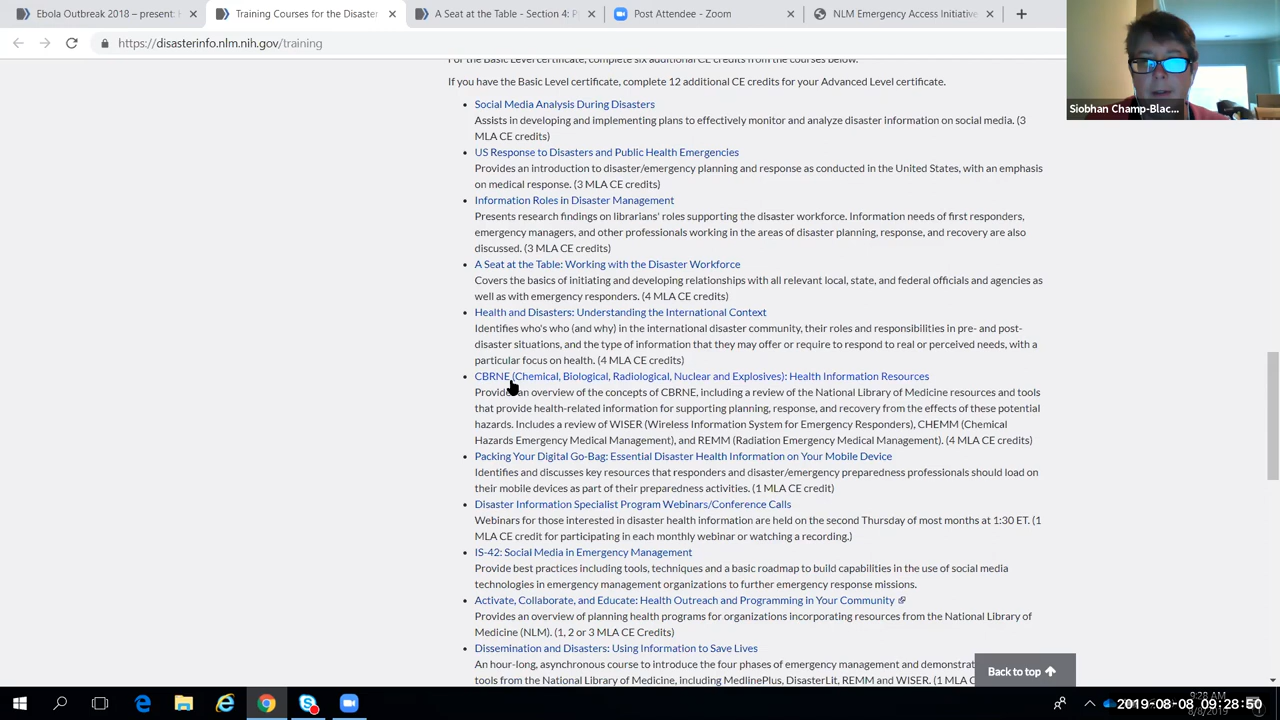 Ebola Outbreak 2018 – present:
Training Courses for the Disaster
A Seat at the Table - Section 4:
Post Attendee - Zoom
NLM Emergency Access Initiative
https://disasterinfo.nlm.nih.gov/training
Siobhan Champ-Blac...
For the Basic Level certificate, complete six additional CE credits from the courses below.
If you have the Basic Level certificate, complete 12 additional CE credits for your Advanced Level certificate.
Social Media Analysis During Disasters
Assists in developing and implementing plans to effectively monitor and analyze disaster information on social media. (3
MLA CE credits)
US Response to Disasters and Public Health Emergencies
Provides an introduction to disaster/emergency planning and response as conducted in the United States, with an emphasis
on medical response. (3 MLA CE credits)
Information Roles in Disaster Management
Presents research findings on librarians' roles supporting the disaster workforce. Information needs of first responders,
emergency managers, and other professionals working in the areas of disaster planning, response, and recovery are also
discussed. (3 MLA CE credits)
A Seat at the Table: Working with the Disaster Workforce
Covers the basics of initiating and developing relationships with all relevant local, state, and federal officials and agencies as
well as with emergency responders. (4 MLA CE credits)
Health and Disasters: Understanding the International Context
Identifies who's who (and why) in the international disaster community, their roles and responsibilities in pre- and post-
disaster situations, and the type of information that they may offer or require to respond to real or perceived needs, with a
particular focus on health. (4 MLA CE credits)
CBRNE (Chemical, Biological, Radiological, Nuclear and Explosives): Health Information Resources
Provides an overview of the concepts of CBRNE, including a review of the National Library of Medicine resources and tools
that provide health-related information for supporting planning, response, and recovery from the effects of these potential
hazards. Includes a review of WISER (Wireless Information System for Emergency Responders), CHEMM (Chemical
Hazards Emergency Medical Management), and REMM (Radiation Emergency Medical Management). (4 MLA CE credits)
Packing Your Digital Go-Bag: Essential Disaster Health Information on Your Mobile Device
Identifies and discusses key resources that responders and disaster/emergency preparedness professionals should load on
their mobile devices as part of their preparedness activities. (1 MLA CE credit)
Disaster Information Specialist Program Webinars/Conference Calls
Webinars for those interested in disaster health information are held on the second Thursday of most months at 1:30 ET. (1
MLA CE credit for participating in each monthly webinar or watching a recording.)
IS-42: Social Media in Emergency Management
Provide best practices including tools, techniques and a basic roadmap to build capabilities in the use of social media
technologies in emergency management organizations to further emergency response missions.
Activate, Collaborate, and Educate: Health Outreach and Programming in Your Community
Provides an overview of planning health programs for organizations incorporating resources from the National Library of
Medicine (NLM). (1, 2 or 3 MLA CE Credits)
Dissemination and Disasters: Using Information to Save Lives
An hour-long, asynchronous course to introduce the four phases of emergency management and demonstrat
tools from the National Library of Medicine, including MedlinePlus, DisasterLit, REMM and WISER. (1 MLA C
Back to top
9:28 AM
2019-08-08 09:28:50
8/8/2019